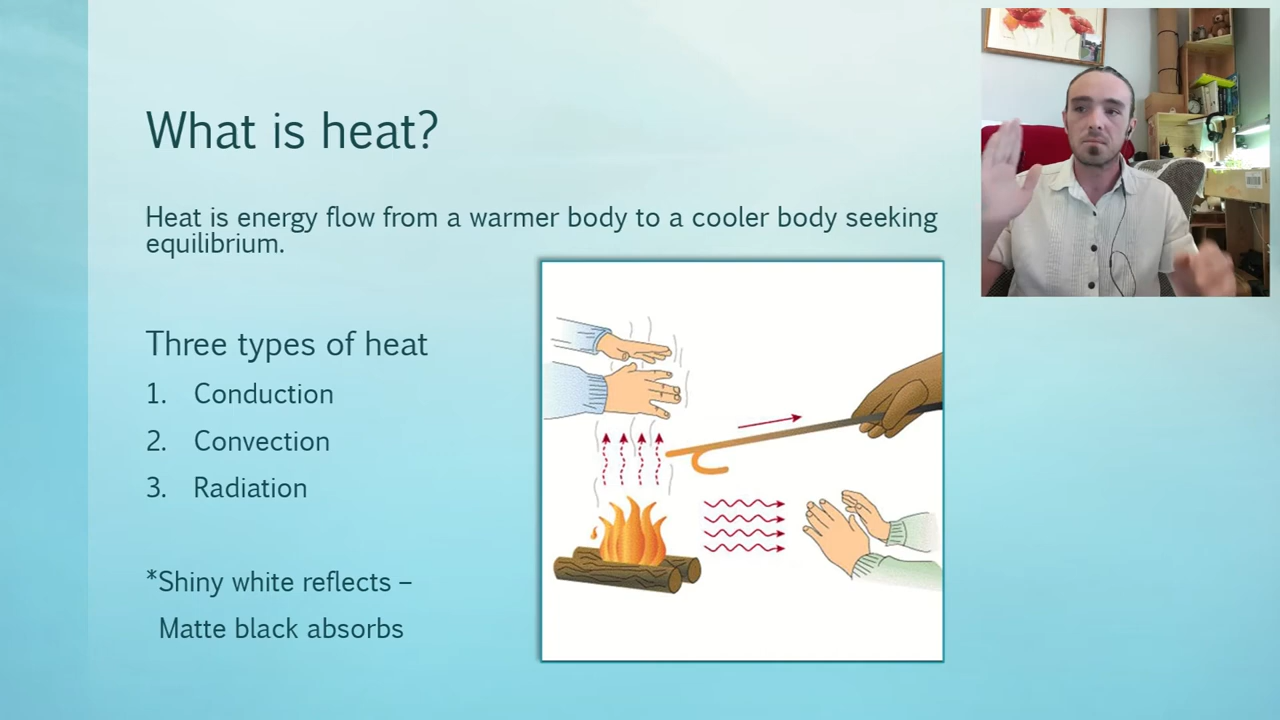 What is heat?
Heat is energy flow from a warmer body to a cooler body seeking
equilibrium.
Three types of heat
1. Conduction
2. Convection
3. Radiation
*Shiny white reflects –
Matte black absorbs